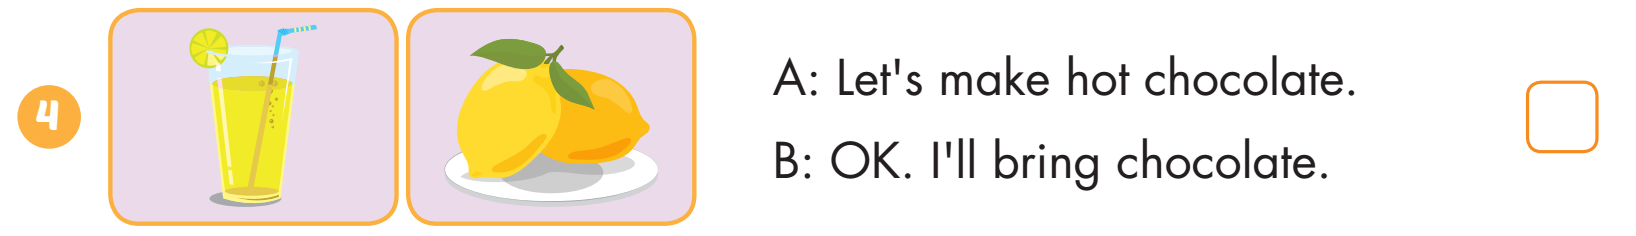 4
A: Let's make hot chocolate.
B: OK. I'll bring chocolate.